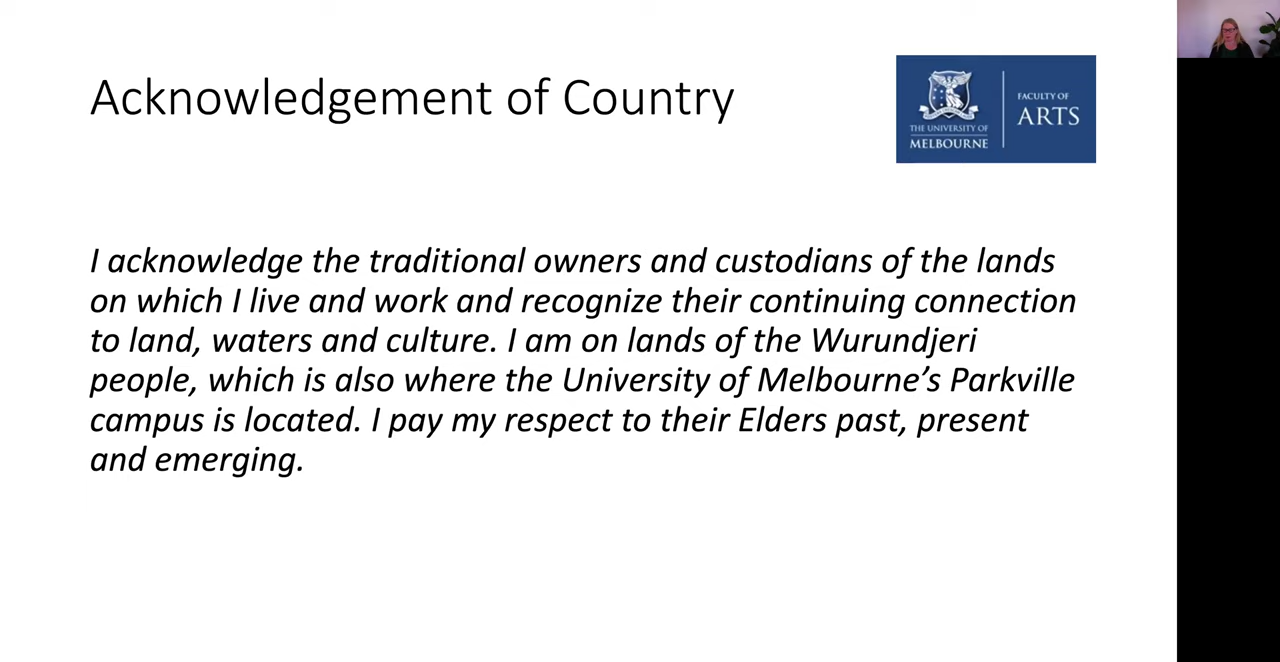 Acknowledgement of Country
THE UNIVERSITY OF
MELBOURNE
FACULTY OF
ARTS
I acknowledge the traditional owners and custodians of the lands
on which I live and work and recognize their continuing connection
to land, waters and culture. I am on lands of the Wurundjeri
people, which is also where the University of Melbourne’s Parkville
campus is located. I pay my respect to their Elders past, present
and emerging.